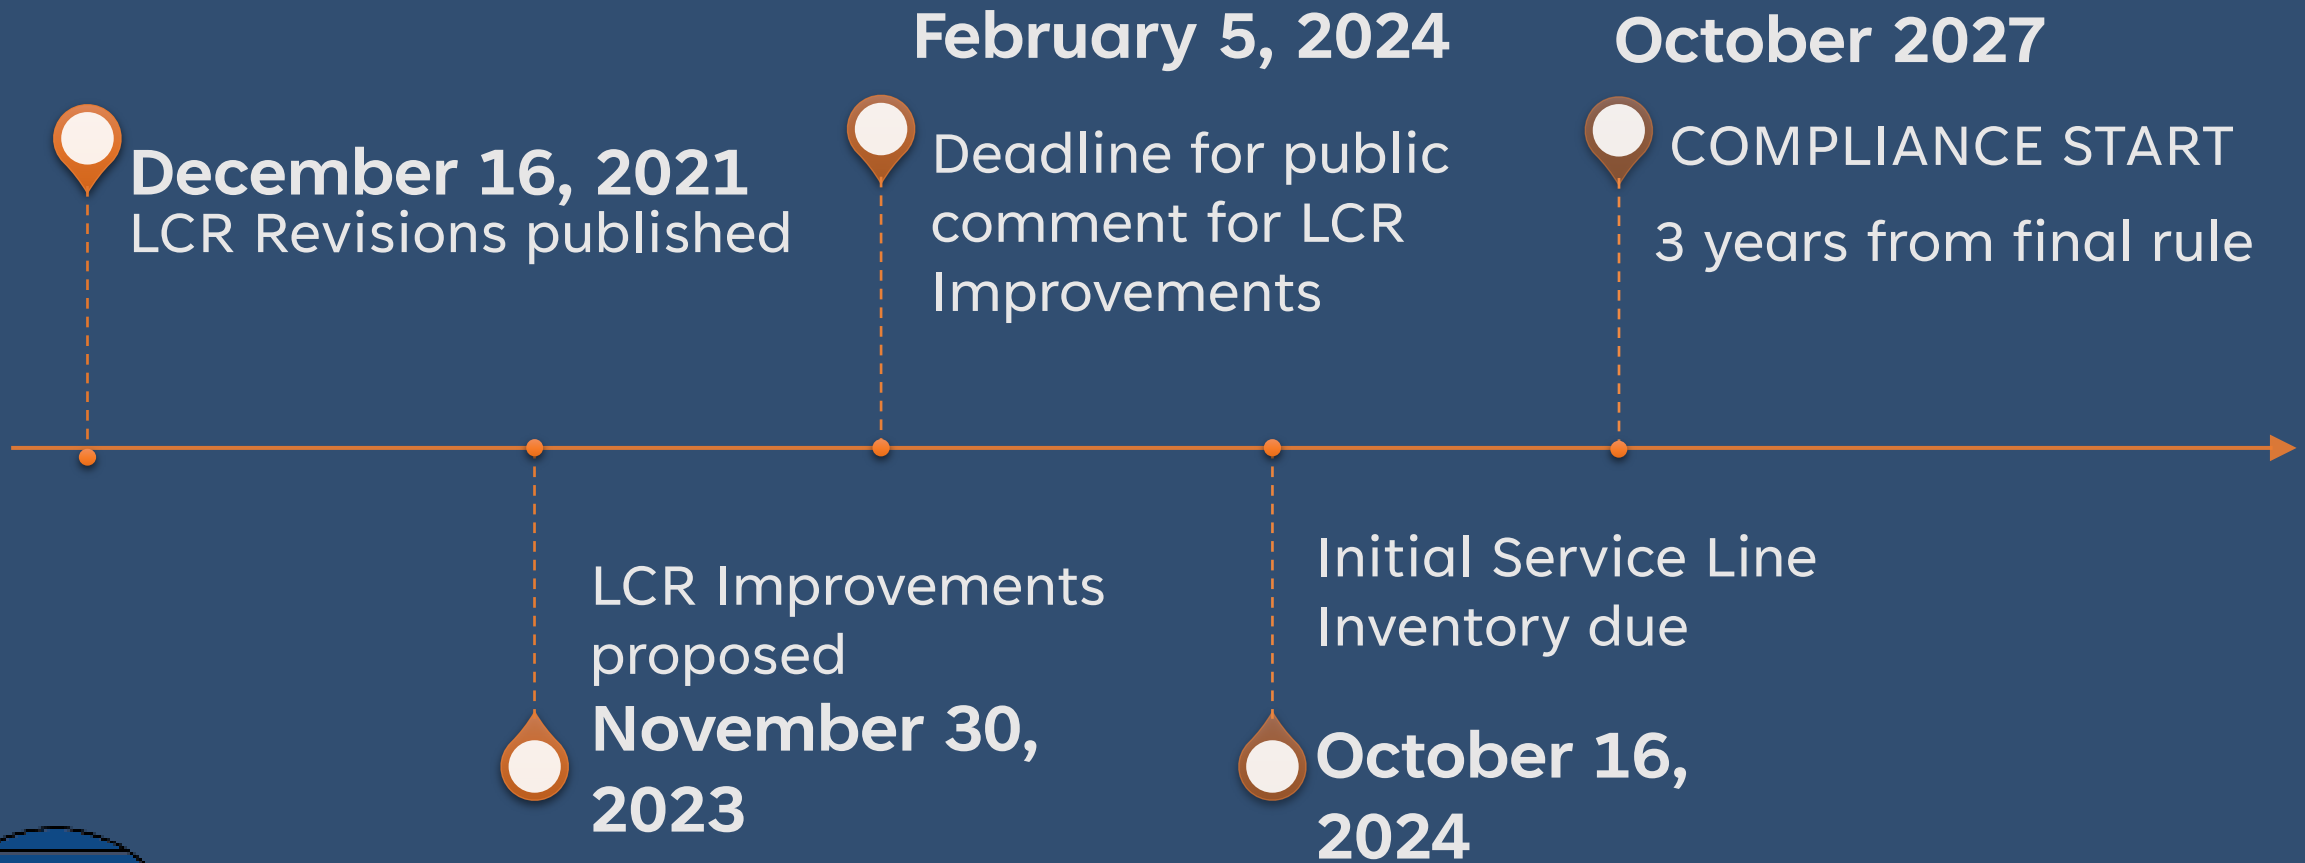 December 16, 2021
LCR Revisions published
LCR Improvements
proposed
November 30,
2023
February 5, 2024
Deadline for public
comment for LCR
Improvements
Initial Service Line
Inventory due
October 16,
2024
October 2027
COMPLIANCE START
3 years from final rule